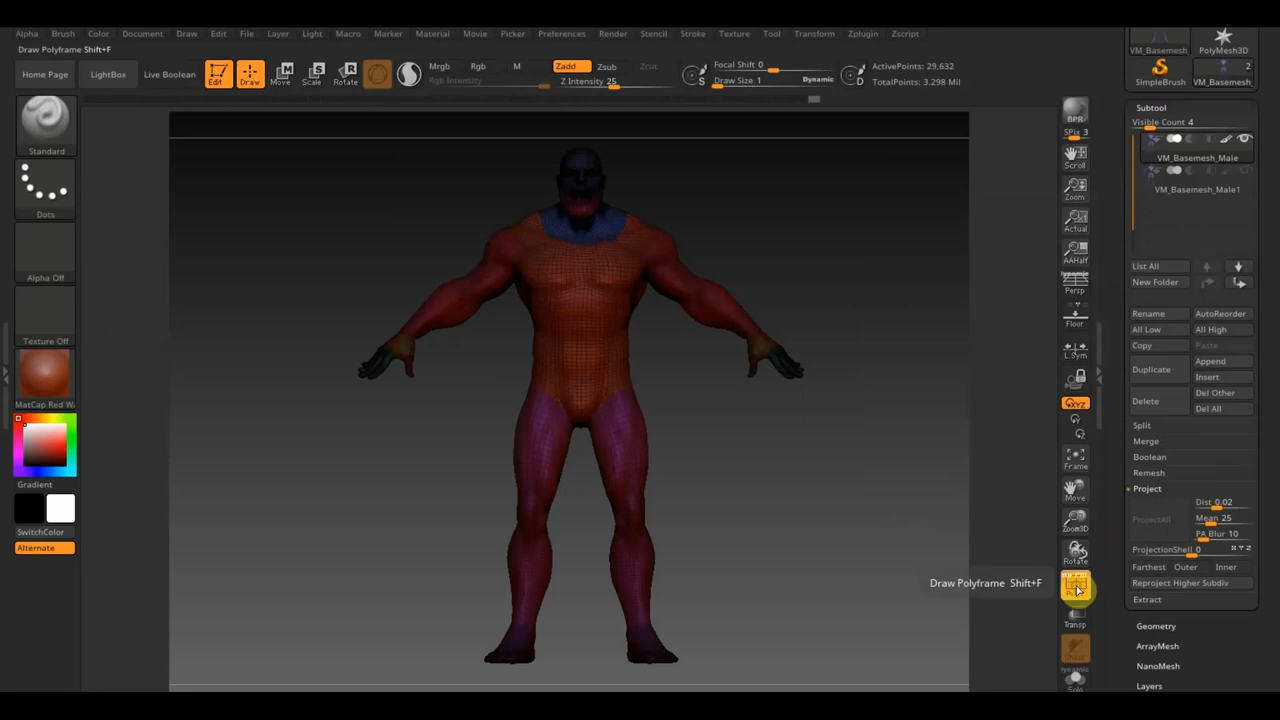 Alpha Brush Color Document Draw Edit File Layer Light Macro Marker Material Movie Picker Preferences Render Stencil Stroke Texture Tool Transform Zplugin Zscript
Draw Polyframe Shift+F
Home Page
LightBox
Live Boolean
Edit
Draw
Move
Scale
Rotate
Mrgb
Rgb
M
Rgb Intensity
Zadd
Zsub
Zcut
Z Intensity 25
S
Focal Shift 0
Draw Size 1
Dynamic
D
ActivePoints: 29,632
TotalPoints: 3.298 Mil
Standard
Dots
Alpha Off
Texture Off
MatCap Red Wa
Gradient
SwitchColor
Alternate
BPR
SPix 3
Scroll
Zoom
Actual
AAHalf
Dynamic
Persp
Floor
L.Sym
XYZ
Y
Z
Frame
Move
Zoom3D
Rotate
Draw Polyframe Shift+F
Transp
Dynamic
Solo
VM_Basemesh_
PolyMesh3D
SimpleBrush
2
VM_Basemesh_
Subtool
Visible Count 4
VM_Basemesh_Male
VM_Basemesh_Male1
List All
New Folder
Rename
AutoReorder
All Low
All High
Copy
Paste
Duplicate
Append
Insert
Delete
Del Other
Del All
Split
Merge
Boolean
Remesh
Project
ProjectAll
Dist 0.02
Mean 25
PA Blur 10
ProjectionShell 0
X Y Z
Farthest
Outer
Inner
Reproject Higher Subdiv
Extract
Geometry
ArrayMesh
NanoMesh
Layers